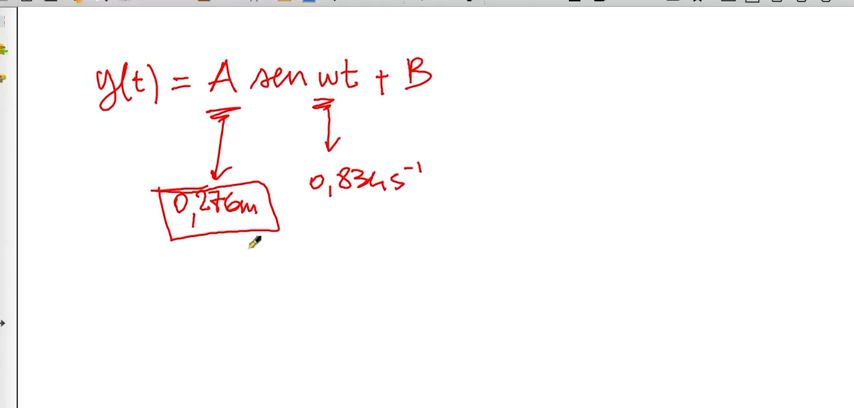 y(t) = A sen wt + B
0,276m
0,834s⁻¹